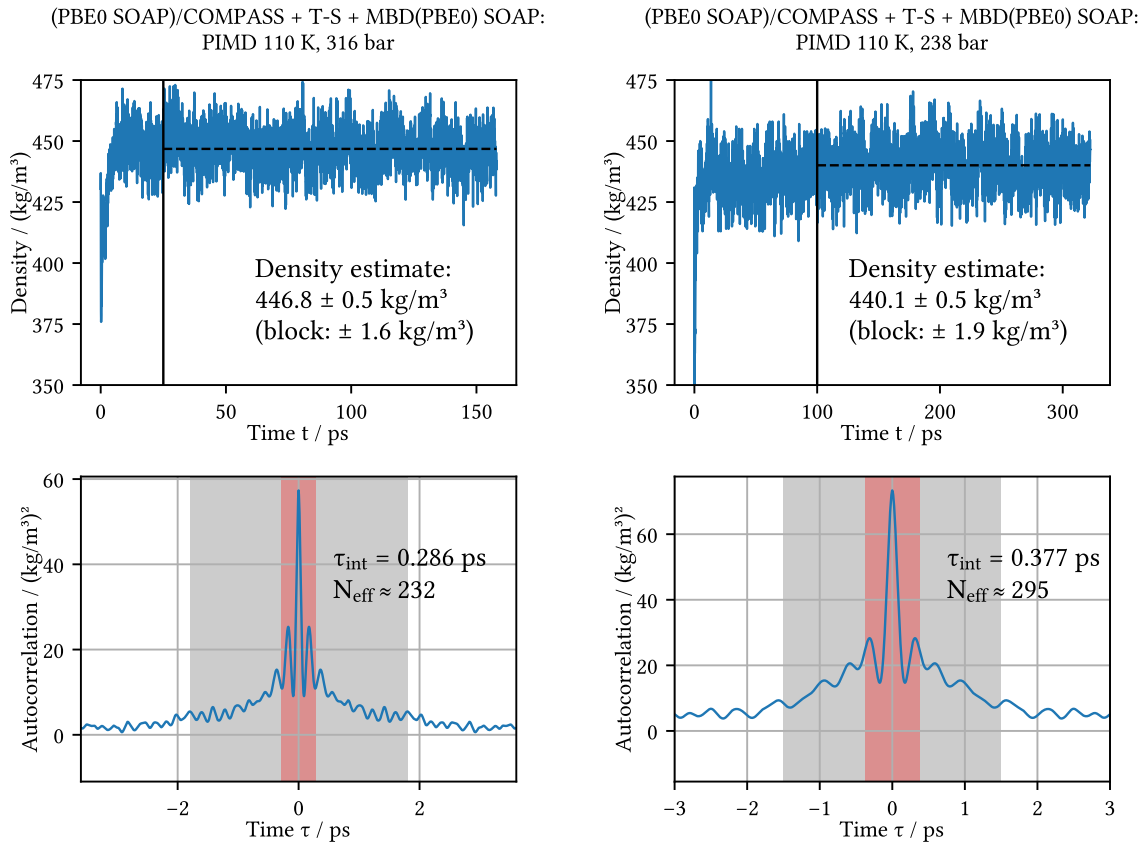 (PBE0 SOAP)/COMPASS + T-S + MBD(PBE0) SOAP:
PIMD 110 K, 316 bar
475
450
425
400
375
350
Density / (kg/m³)
Density estimate:
446.8 ± 0.5 kg/m³
(block: ± 1.6 kg/m³)
0 50 100 150
Time t / ps
(PBE0 SOAP)/COMPASS + T-S + MBD(PBE0) SOAP:
PIMD 110 K, 238 bar
475
450
425
400
375
350
Density / (kg/m³)
Density estimate:
440.1 ± 0.5 kg/m³
(block: ± 1.9 kg/m³)
0 100 200 300
Time t / ps
60
40
20
0
Autocorrelation / (kg/m³)²
τint = 0.286 ps
Neff ≈ 232
−2 0 2
Time τ / ps
60
40
20
0
Autocorrelation / (kg/m³)²
τint = 0.377 ps
Neff ≈ 295
−3 −2 −1 0 1 2 3
Time τ / ps